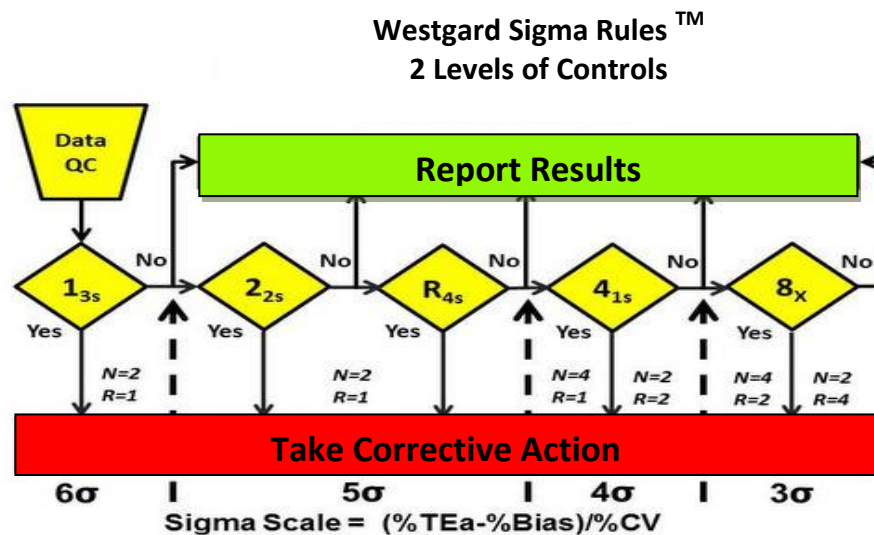 Westgard Sigma Rules ™
2 Levels of Controls
Data
QC
Report Results
No
No
No
No
1₃ₛ
2₂ₛ
R₄ₛ
4₁ₛ
8ₓ
Yes
Yes
Yes
Yes
Yes
N=2
R=1
N=2
R=1
N=4
R=1
N=2
R=2
N=4
R=2
N=2
R=4
Take Corrective Action
6σ
5σ
4σ
3σ
Sigma Scale = (%TEa-%Bias)/%CV